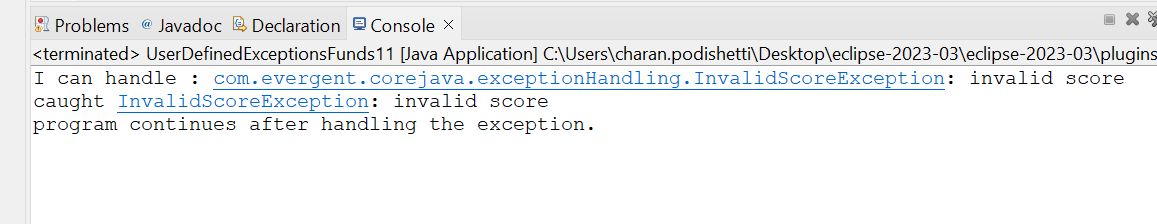 Problems @ Javadoc Declaration Console
<terminated> UserDefinedExceptionsFunds11 [Java Application] C:\Users\charan.podishetti\Desktop\eclipse-2023-03\eclipse-2023-03\plugins
I can handle : com.evergent.corejava.exceptionHandling.InvalidScoreException: invalid score
caught InvalidScoreException: invalid score
program continues after handling the exception.